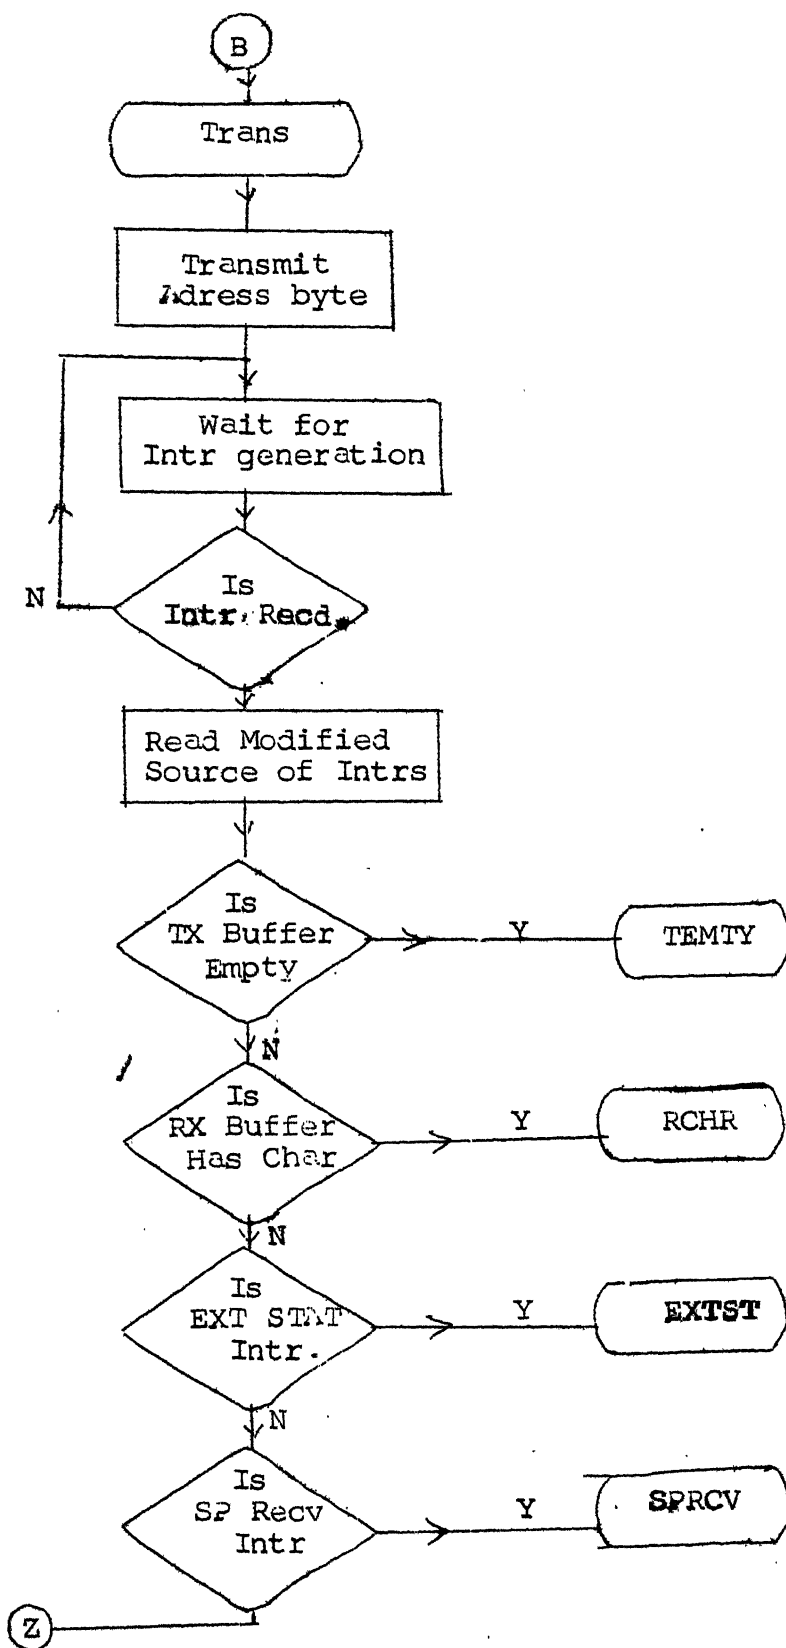 B
Trans
Transmit
Adress byte
Wait for
Intr generation
Is
Intr. Recd.
N
Read Modified
Source of Intrs
Is
TX Buffer
Empty
Y
TEMTY
N
Is
RX Buffer
Has Char
Y
RCHR
N
Is
EXT STAT
Intr.
Y
EXTST
N
Is
SP Recv
Intr
Y
SPRCV
Z